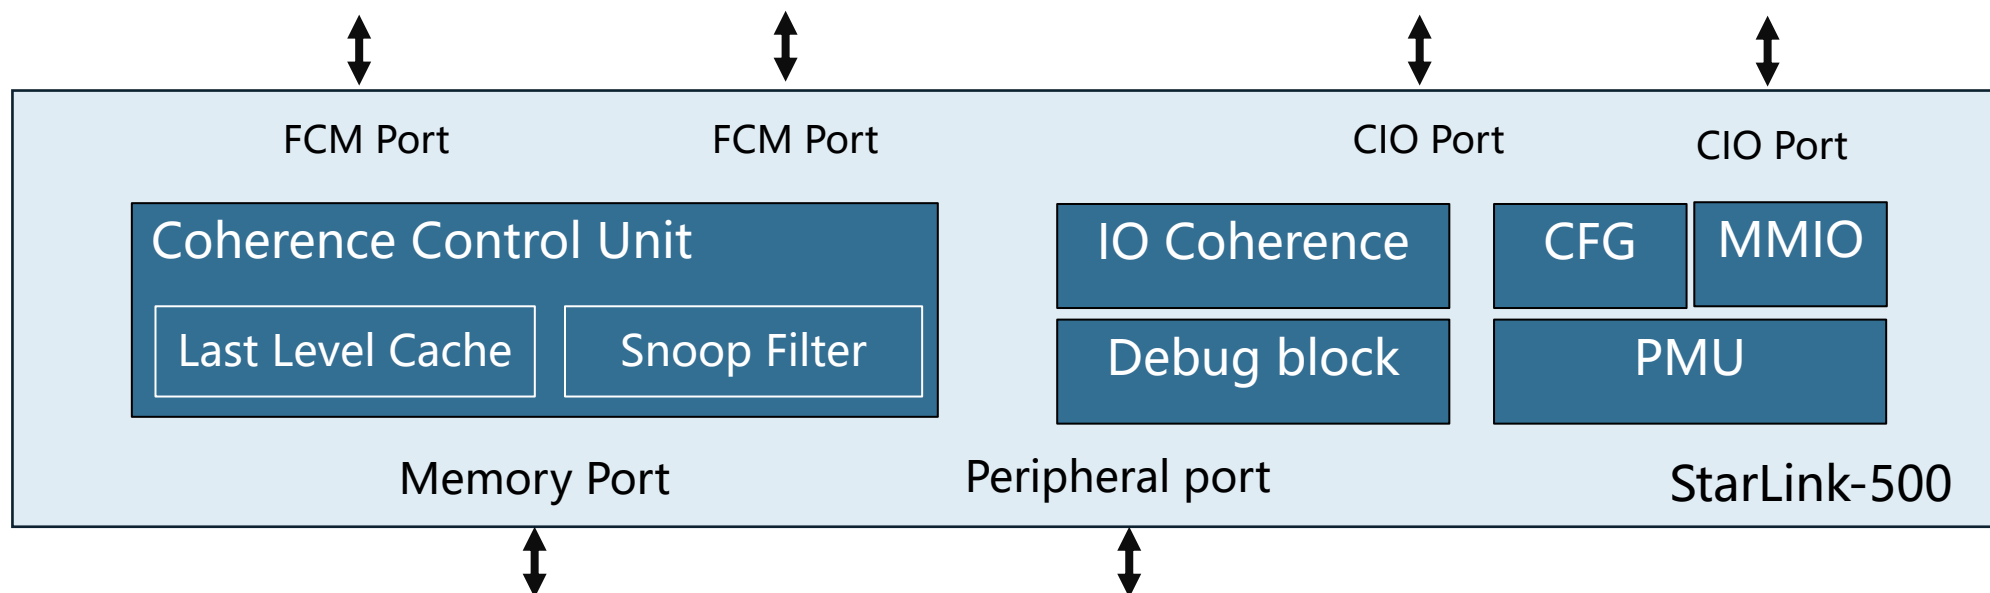 FCM Port
FCM Port
CIO Port
CIO Port
Coherence Control Unit
Last Level Cache
Snoop Filter
IO Coherence
CFG
MMIO
Debug block
PMU
Memory Port
Peripheral port
StarLink-500